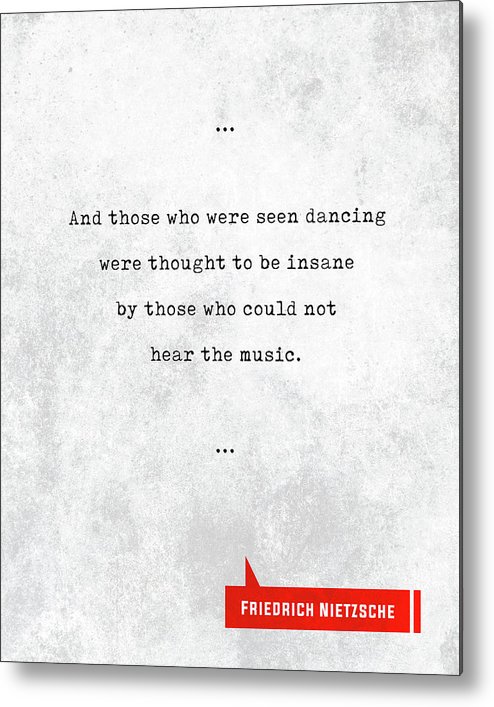 ...
And those who were seen dancing
were thought to be insane
by those who could not
hear the music.
...
FRIEDRICH NIETZSCHE